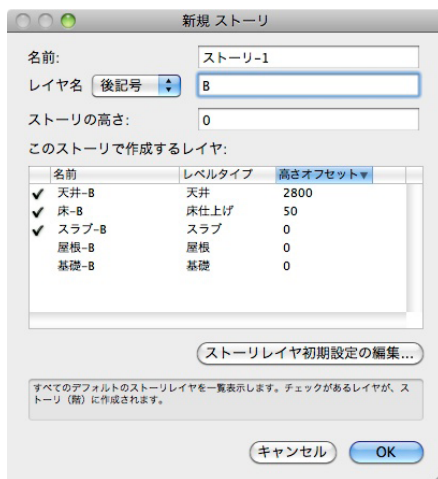 新規 ストーリ
名前: ストーリ-1
レイヤ名 後記号 B
ストーリの高さ: 0
このストーリで作成するレイヤ:
名前 レベルタイプ 高さオフセット▼
✓ 天井-B 天井 2800
✓ 床-B 床仕上げ 50
✓ スラブ-B スラブ 0
屋根-B 屋根 0
基礎-B 基礎 0
ストーリレイヤ初期設定の編集...
すべてのデフォルトのストーリレイヤを一覧表示します。チェックがあるレイヤが、ス
トーリ（階）に作成されます。
キャンセル OK